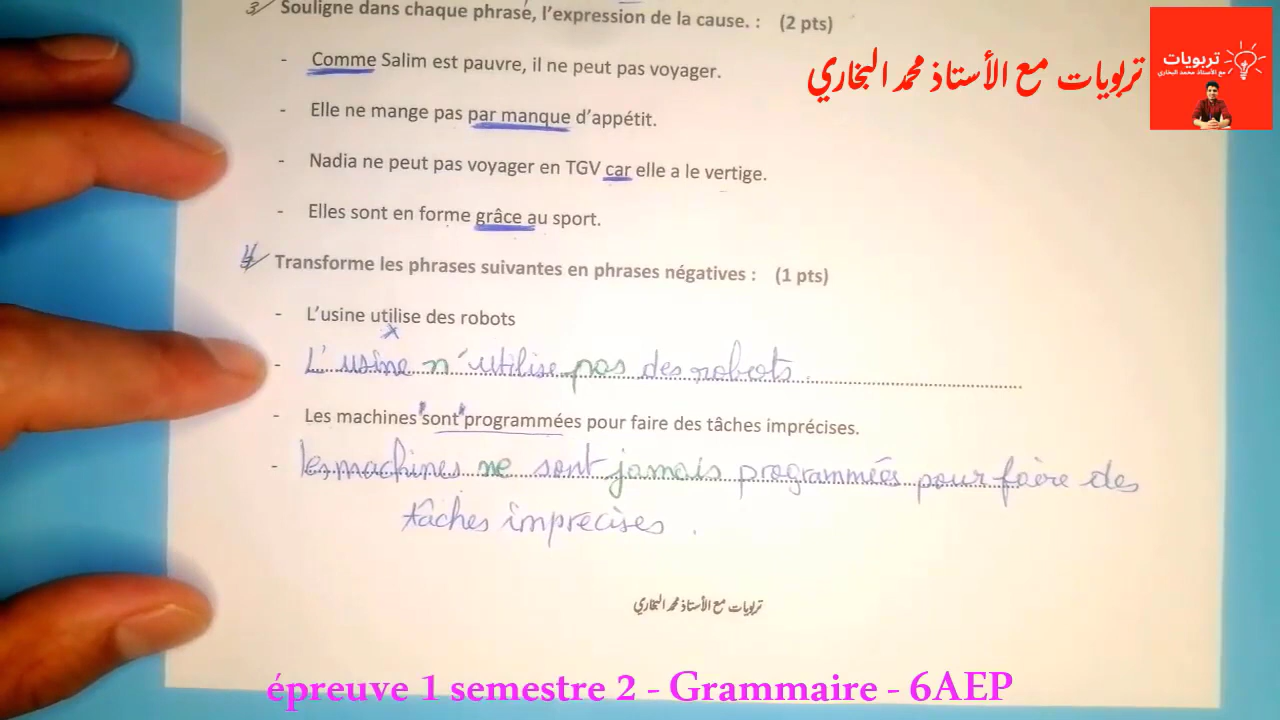 3/ Souligne dans chaque phrase, l'expression de la cause. : (2 pts)
- Comme Salim est pauvre, il ne peut pas voyager.
تربويات مع الأستاذ محمد البخاري
تربويات
مع الأستاذ محمد البخاري
- Elle ne mange pas par manque d'appétit.
- Nadia ne peut pas voyager en TGV car elle a le vertige.
- Elles sont en forme grâce au sport.
4/ Transforme les phrases suivantes en phrases négatives : (1 pts)
- L'usine utilise des robots
- L'usine n'utilise pas des robots.
- Les machines sont programmées pour faire des tâches imprécises.
- les machines ne sont jamais programmées pour faire des
tâches imprécises.
تربويات مع الأستاذ محمد البخاري
épreuve 1 semestre 2 - Grammaire - 6AEP